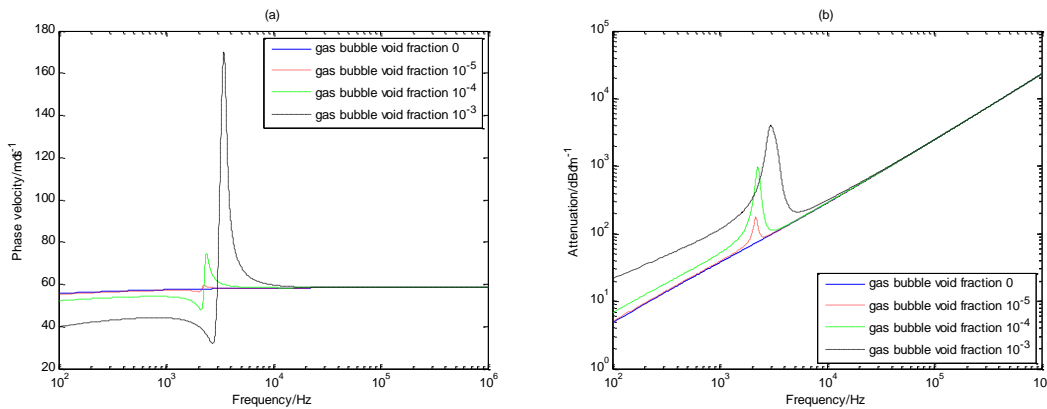 (a)
180
160
140
120
100
80
60
40
20
10²
10³
10⁴
10⁵
10⁶
Phase velocity/m
Frequency/Hz
gas bubble void fraction 0
gas bubble void fraction 10⁻⁵
gas bubble void fraction 10⁻⁴
gas bubble void fraction 10⁻³
(b)
10⁵
10⁴
10³
10²
10¹
10⁰
10²
10³
10⁴
10⁵
Attenuation/dB
Frequency/Hz
gas bubble void fraction 0
gas bubble void fraction 10⁻⁵
gas bubble void fraction 10⁻⁴
gas bubble void fraction 10⁻³